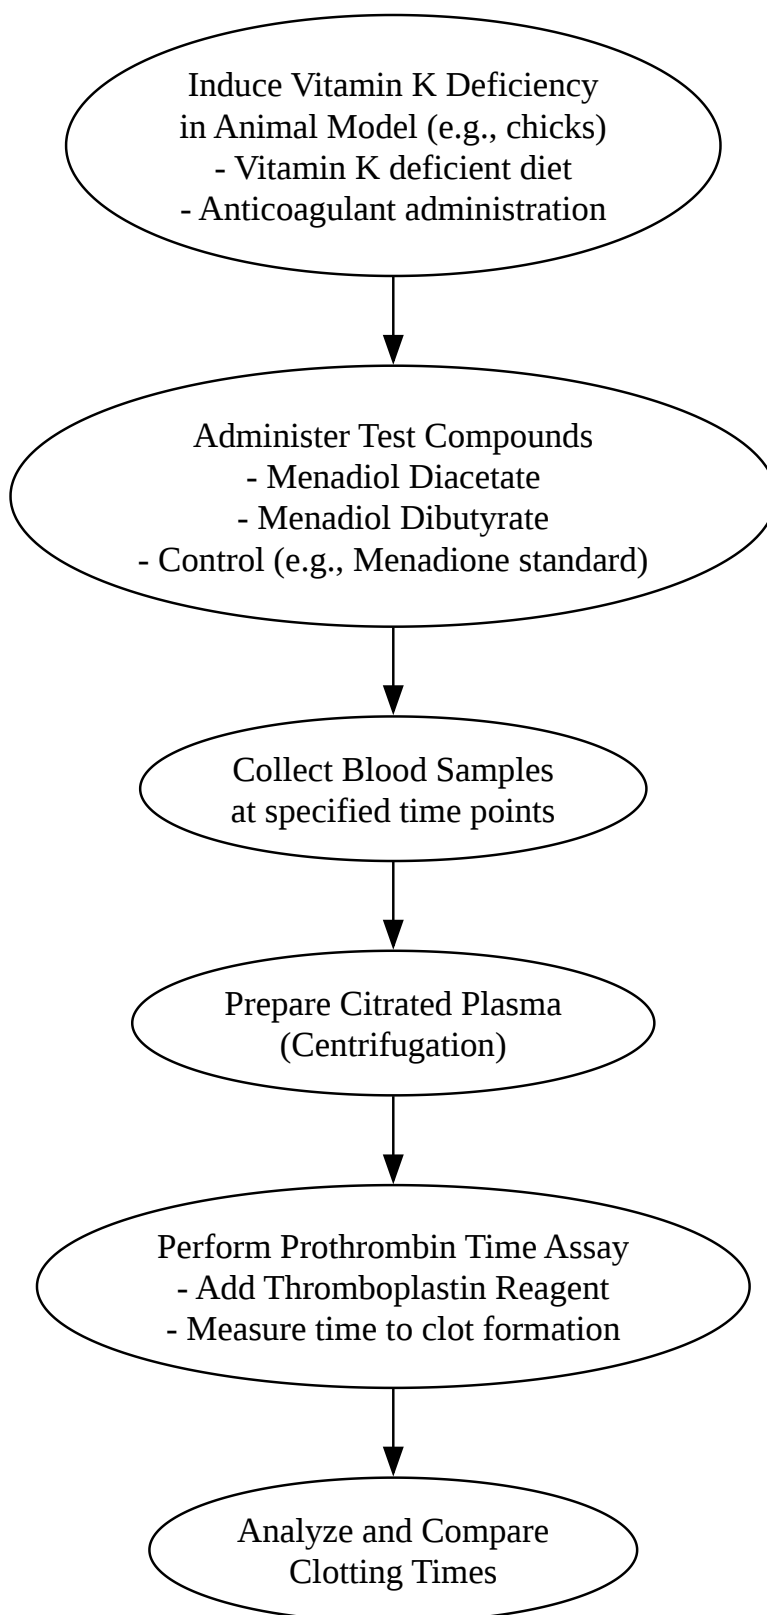 Induce Vitamin K Deficiency
in Animal Model (e.g., chicks)
- Vitamin K deficient diet
- Anticoagulant administration
Administer Test Compounds
- Menadiol Diacetate
- Menadiol Dibutyrate
- Control (e.g., Menadione standard)
Collect Blood Samples
at specified time points
Prepare Citrated Plasma
(Centrifugation)
Perform Prothrombin Time Assay
- Add Thromboplastin Reagent
- Measure time to clot formation
Analyze and Compare
Clotting Times